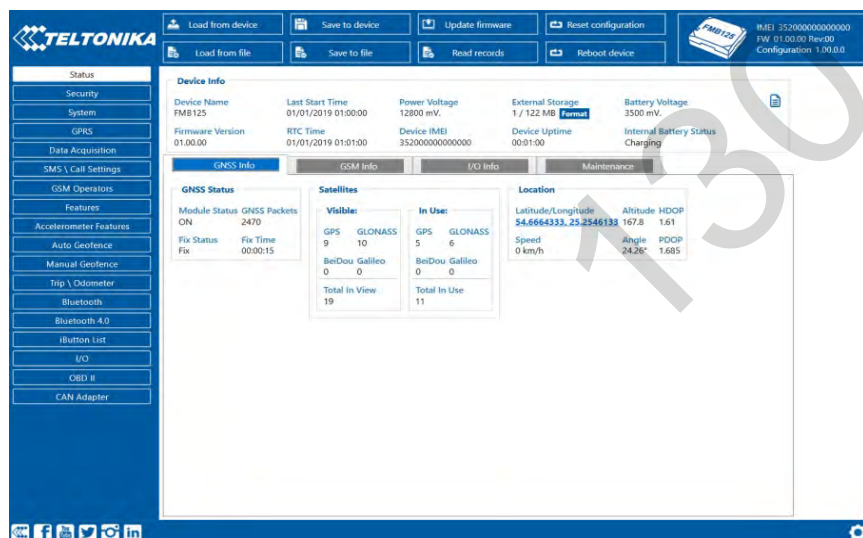 TELTONIKA
Load from device
Save to device
Update firmware
Reset configuration
Load from file
Save to file
Read records
Reboot device
FMB125
IMEI 352000000000000
FW 01.00.00 Rev:00
Configuration 1.00.0.0
Status
Security
System
GPRS
Data Acquisition
SMS \ Call Settings
GSM Operators
Features
Accelerometer Features
Auto Geofence
Manual Geofence
Trip \ Odometer
Bluetooth
Bluetooth 4.0
iButton List
I/O
OBD II
CAN Adapter
Device Info
Device Name Last Start Time Power Voltage External Storage Battery Voltage
FMB125 01/01/2019 01:00:00 12800 mV. 1 / 122 MB Format 3500 mV.
Firmware Version RTC Time Device IMEI Device Uptime Internal Battery Status
01.00.00 01/01/2019 01:01:00 352000000000000 00:01:00 Charging
GNSS Info GSM Info I/O Info Maintenance
GNSS Status
Module Status GNSS Packets
ON 2470
Fix Status Fix Time
Fix 00:00:15
Satellites
Visible:
GPS GLONASS
9 10
BeiDou Galileo
0 0
Total In View
19
In Use:
GPS GLONASS
5 6
BeiDou Galileo
0 0
Total In Use
11
Location
Latitude/Longitude Altitude HDOP
54.6664333, 25.2546133 167.8 1.61
Speed Angle PDOP
0 km/h 24.26° 1.685
130